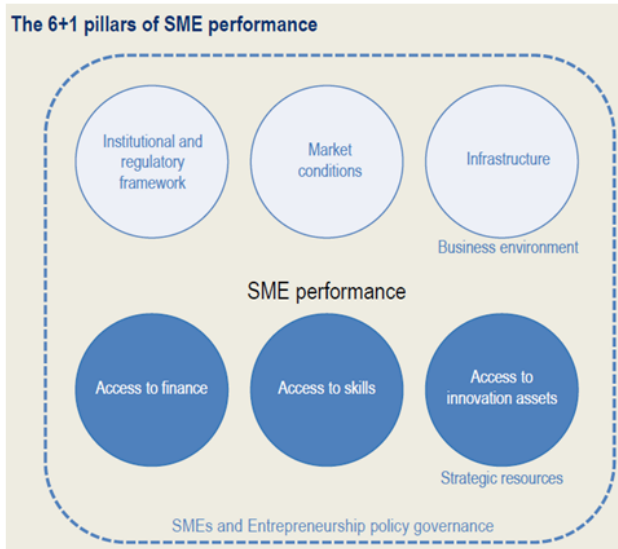 The 6+1 pillars of SME performance
Institutional and
regulatory
framework
Market
conditions
Infrastructure
Business environment
SME performance
Access to finance
Access to skills
Access to
innovation assets
Strategic resources
SMEs and Entrepreneurship policy governance